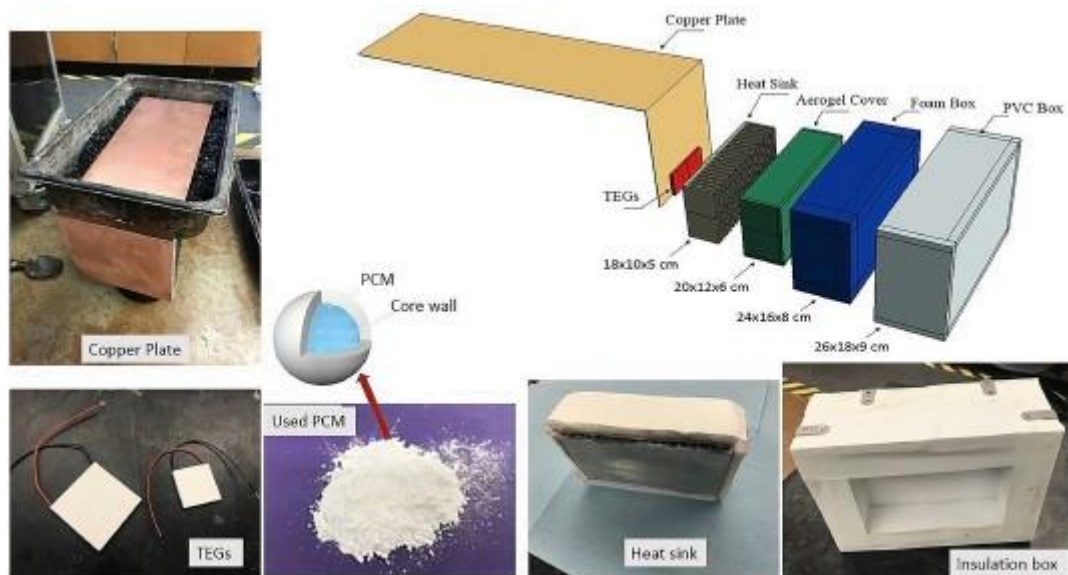 Copper Plate
Heat Sink
Aerogel Cover
Foam Box
PVC Box
TEGs
18x10x5 cm
20x12x6 cm
24x16x8 cm
26x18x9 cm
PCM
Core wall
Copper Plate
Used PCM
TEGs
Heat sink
Insulation box